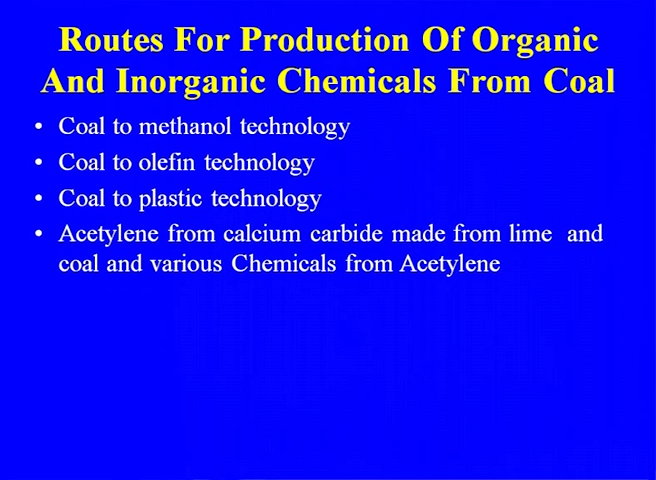 Routes For Production Of Organic
And Inorganic Chemicals From Coal
• Coal to methanol technology
• Coal to olefin technology
• Coal to plastic technology
• Acetylene from calcium carbide made from lime and
coal and various Chemicals from Acetylene